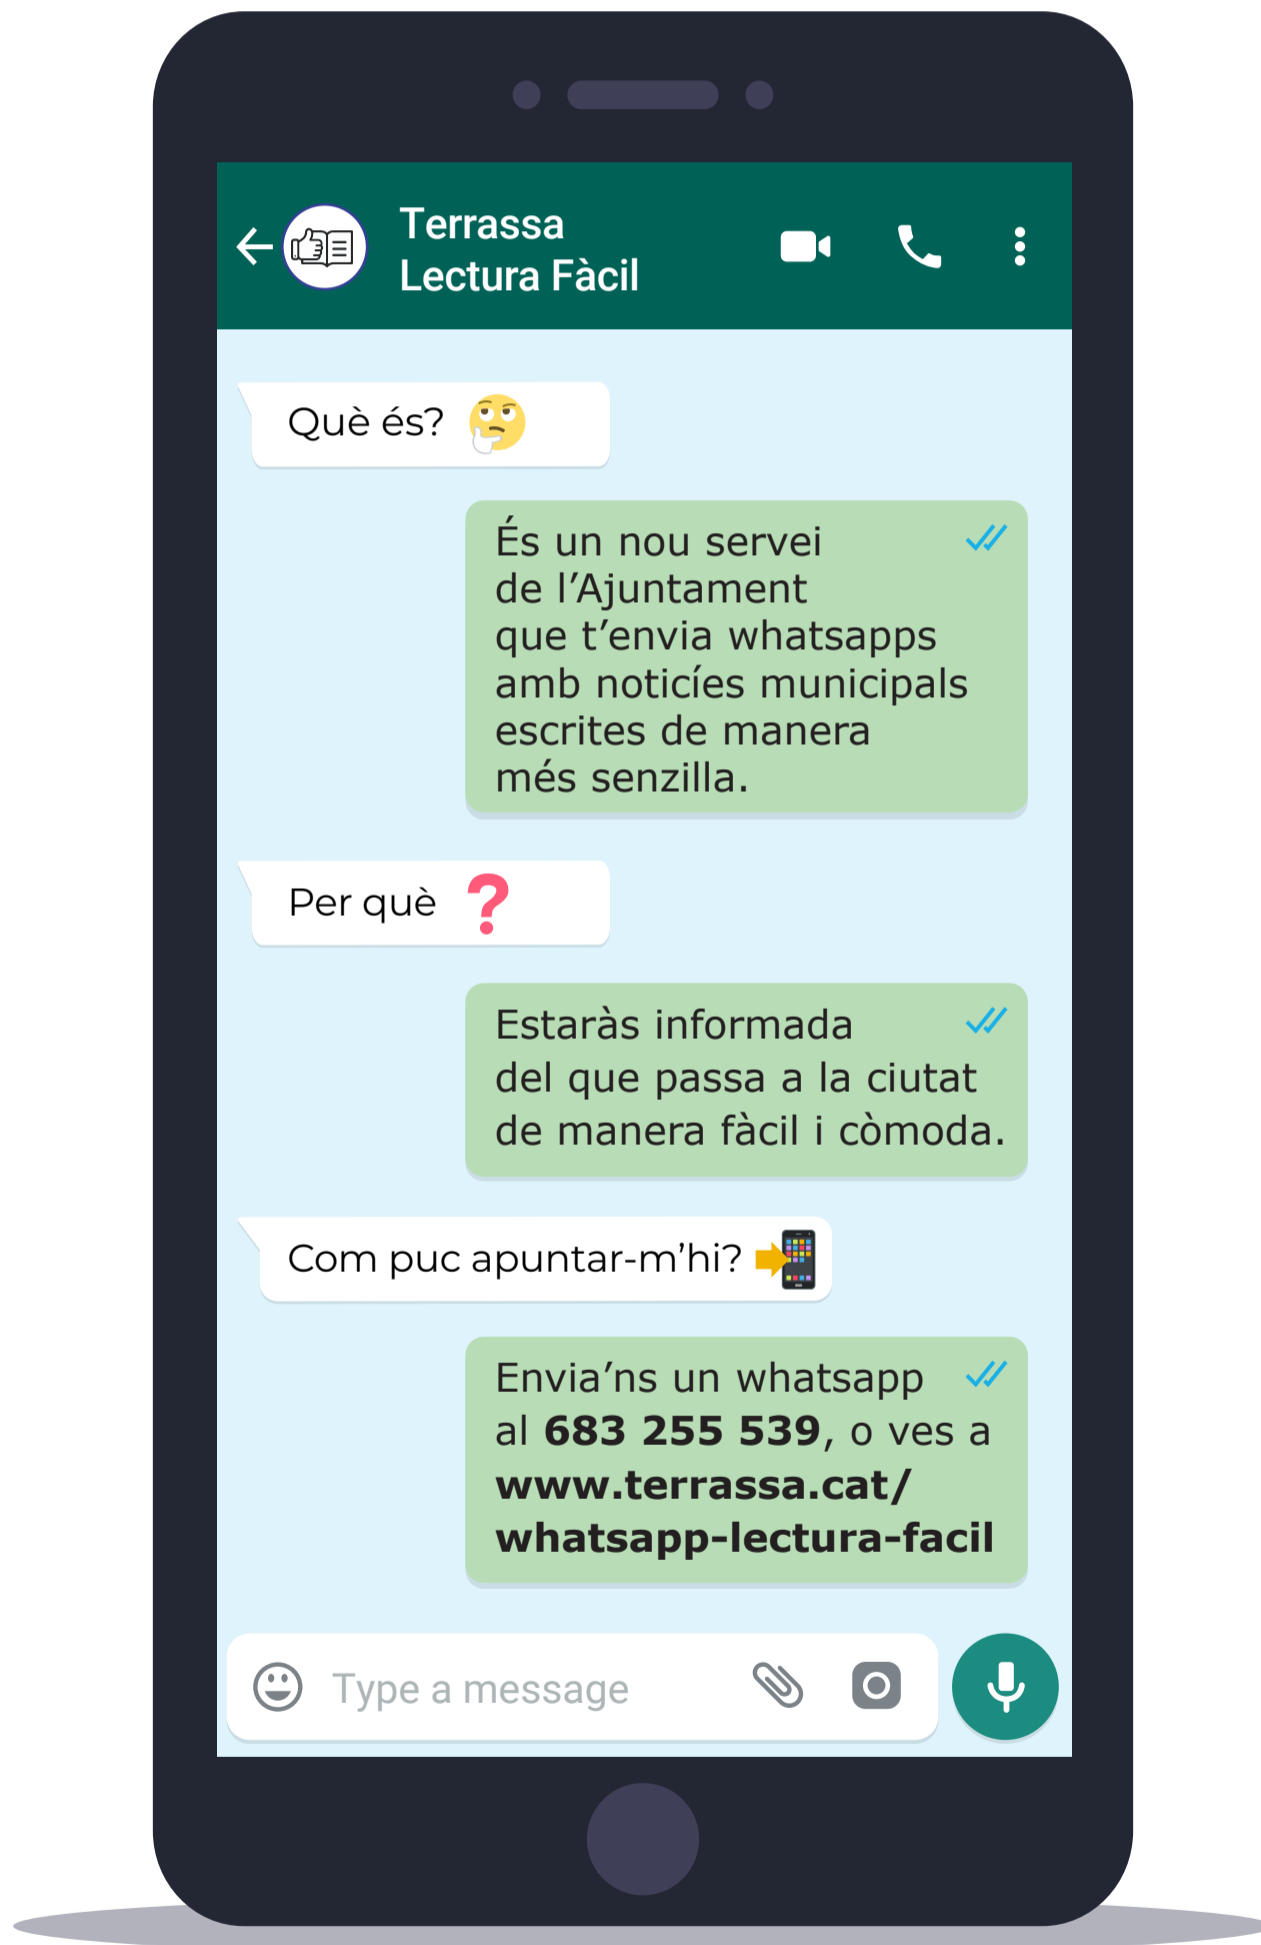 Terrassa
Lectura Fàcil
Què és?
És un nou servei
de l’Ajuntament
que t’envia whatsapps
amb noticíes municipals
escrites de manera
més senzilla.
Per què ?
Estaràs informada
del que passa a la ciutat
de manera fàcil i còmoda.
Com puc apuntar-m’hi?
Envia’ns un whatsapp
al 683 255 539, o ves a
www.terrassa.cat/
whatsapp-lectura-facil
Type a message